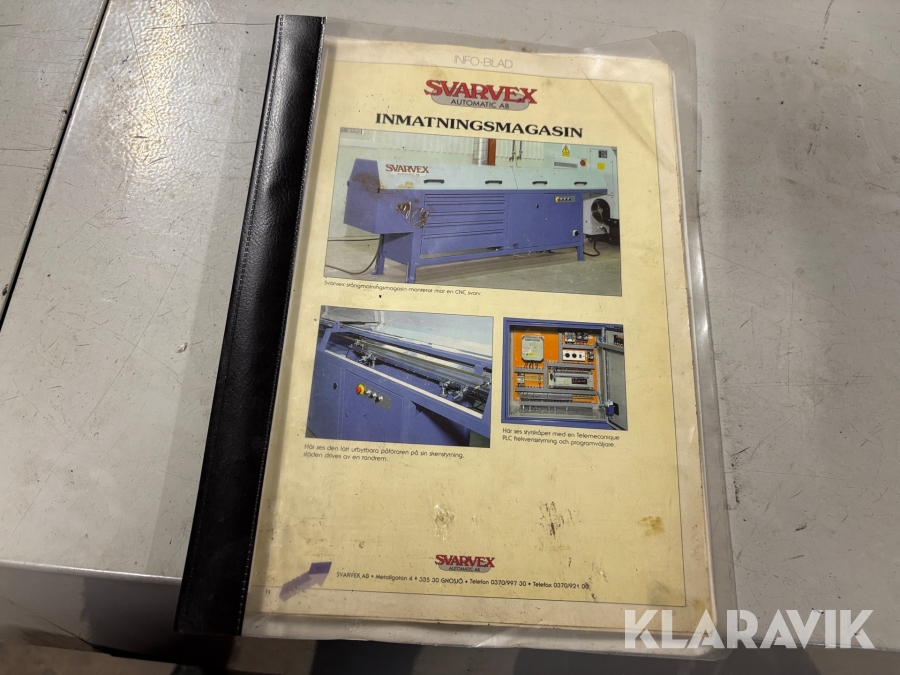 INFO-BLAD
SVARVEX
AUTOMATIC AB
INMATNINGSMAGASIN
SVARVEX
Svarvex stångmatningsmagasin monterat mot en CNC svarv.
Här ses den lätt utbytbara påföraren på sin skenstyrning,
släden drives av en tandrem.
Här ses styrskåpet med en Telemecanique
PLC frekvensstyrning och programväljare.
SVARVEX
AUTOMATIC AB
SVARVEX AB • Metallgatan 4 • 335 30 GNOSJÖ • Telefon 0370/997 30 • Telefax 0370/921 00
KLARAVIK